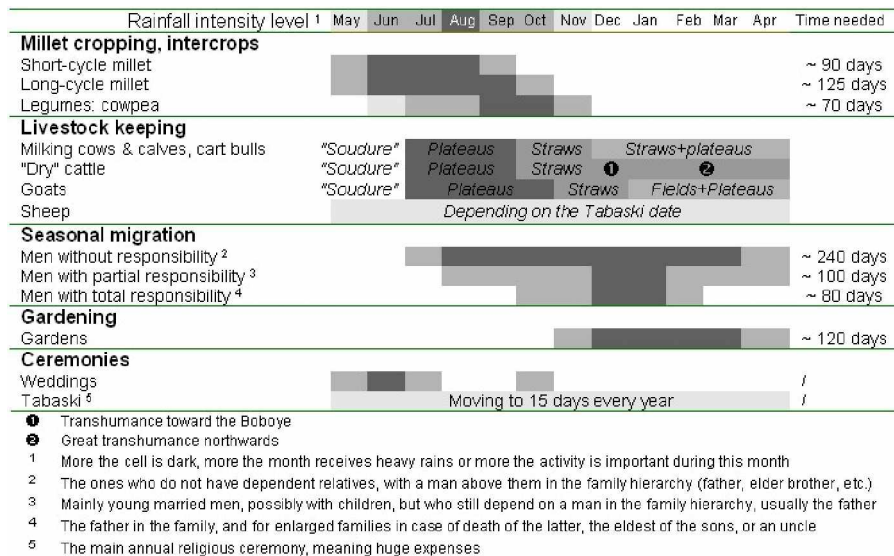 Rainfall intensity level 1 May Jun Jul Aug Sep Oct Nov Dec Jan Feb Mar Apr Time needed
Millet cropping, intercrops
Short-cycle millet ~ 90 days
Long-cycle millet ~ 125 days
Legumes: cowpea ~ 70 days
Livestock keeping
Milking cows & calves, cart bulls "Soudure" Plateaus Straws Straws+plateaus
"Dry" cattle "Soudure" Plateaus Straws ❶ ❷
Goats "Soudure" Plateaus Straws Fields+Plateaus
Sheep Depending on the Tabaski date
Seasonal migration
Men without responsibility 2 ~ 240 days
Men with partial responsibility 3 ~ 100 days
Men with total responsibility 4 ~ 80 days
Gardening
Gardens ~ 120 days
Ceremonies
Weddings /
Tabaski 5 Moving to 15 days every year /
❶ Transhumance toward the Boboye
❷ Great transhumance northwards
1 More the cell is dark, more the month receives heavy rains or more the activity is important during this month
2 The ones who do not have dependent relatives, with a man above them in the family hierarchy (father, elder brother, etc.)
3 Mainly young married men, possibly with children, but who still depend on a man in the family hierarchy, usually the father
4 The father in the family, and for enlarged families in case of death of the latter, the eldest of the sons, or an uncle
5 The main annual religious ceremony, meaning huge expenses